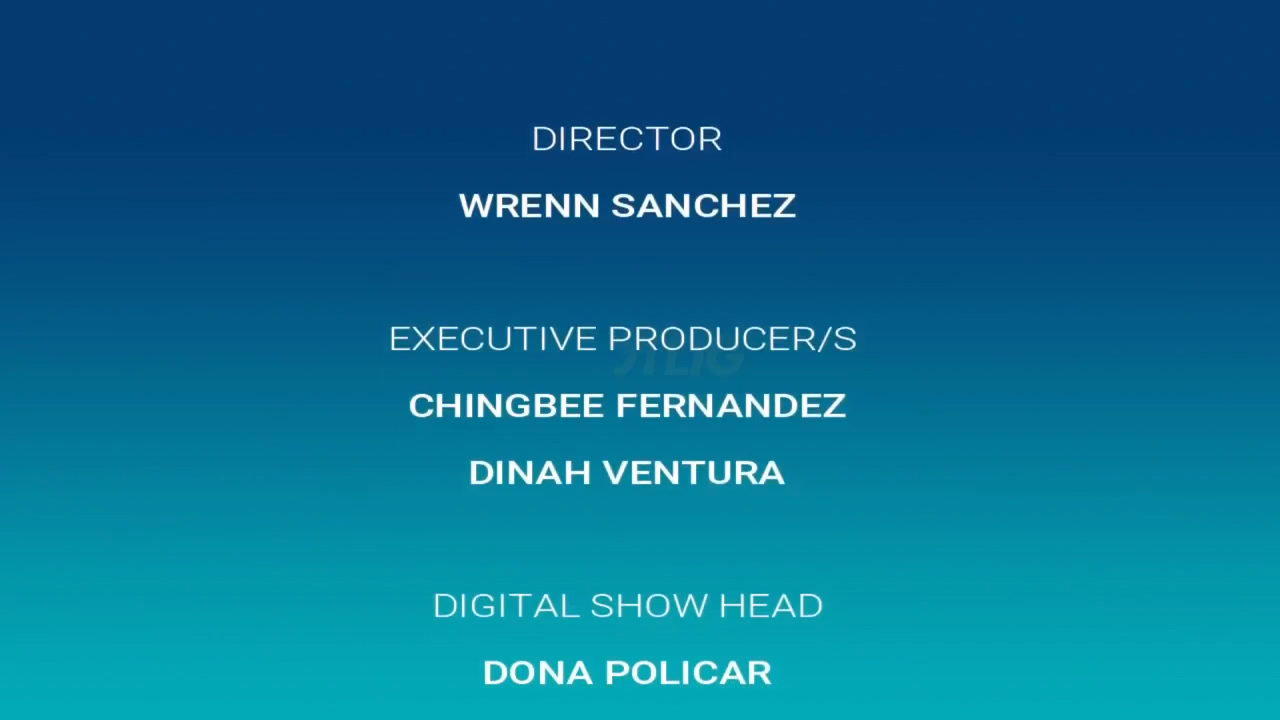 DIRECTOR
WRENN SANCHEZ
EXECUTIVE PRODUCER/S
CHINGBEE FERNANDEZ
DINAH VENTURA
DIGITAL SHOW HEAD
DONA POLICAR